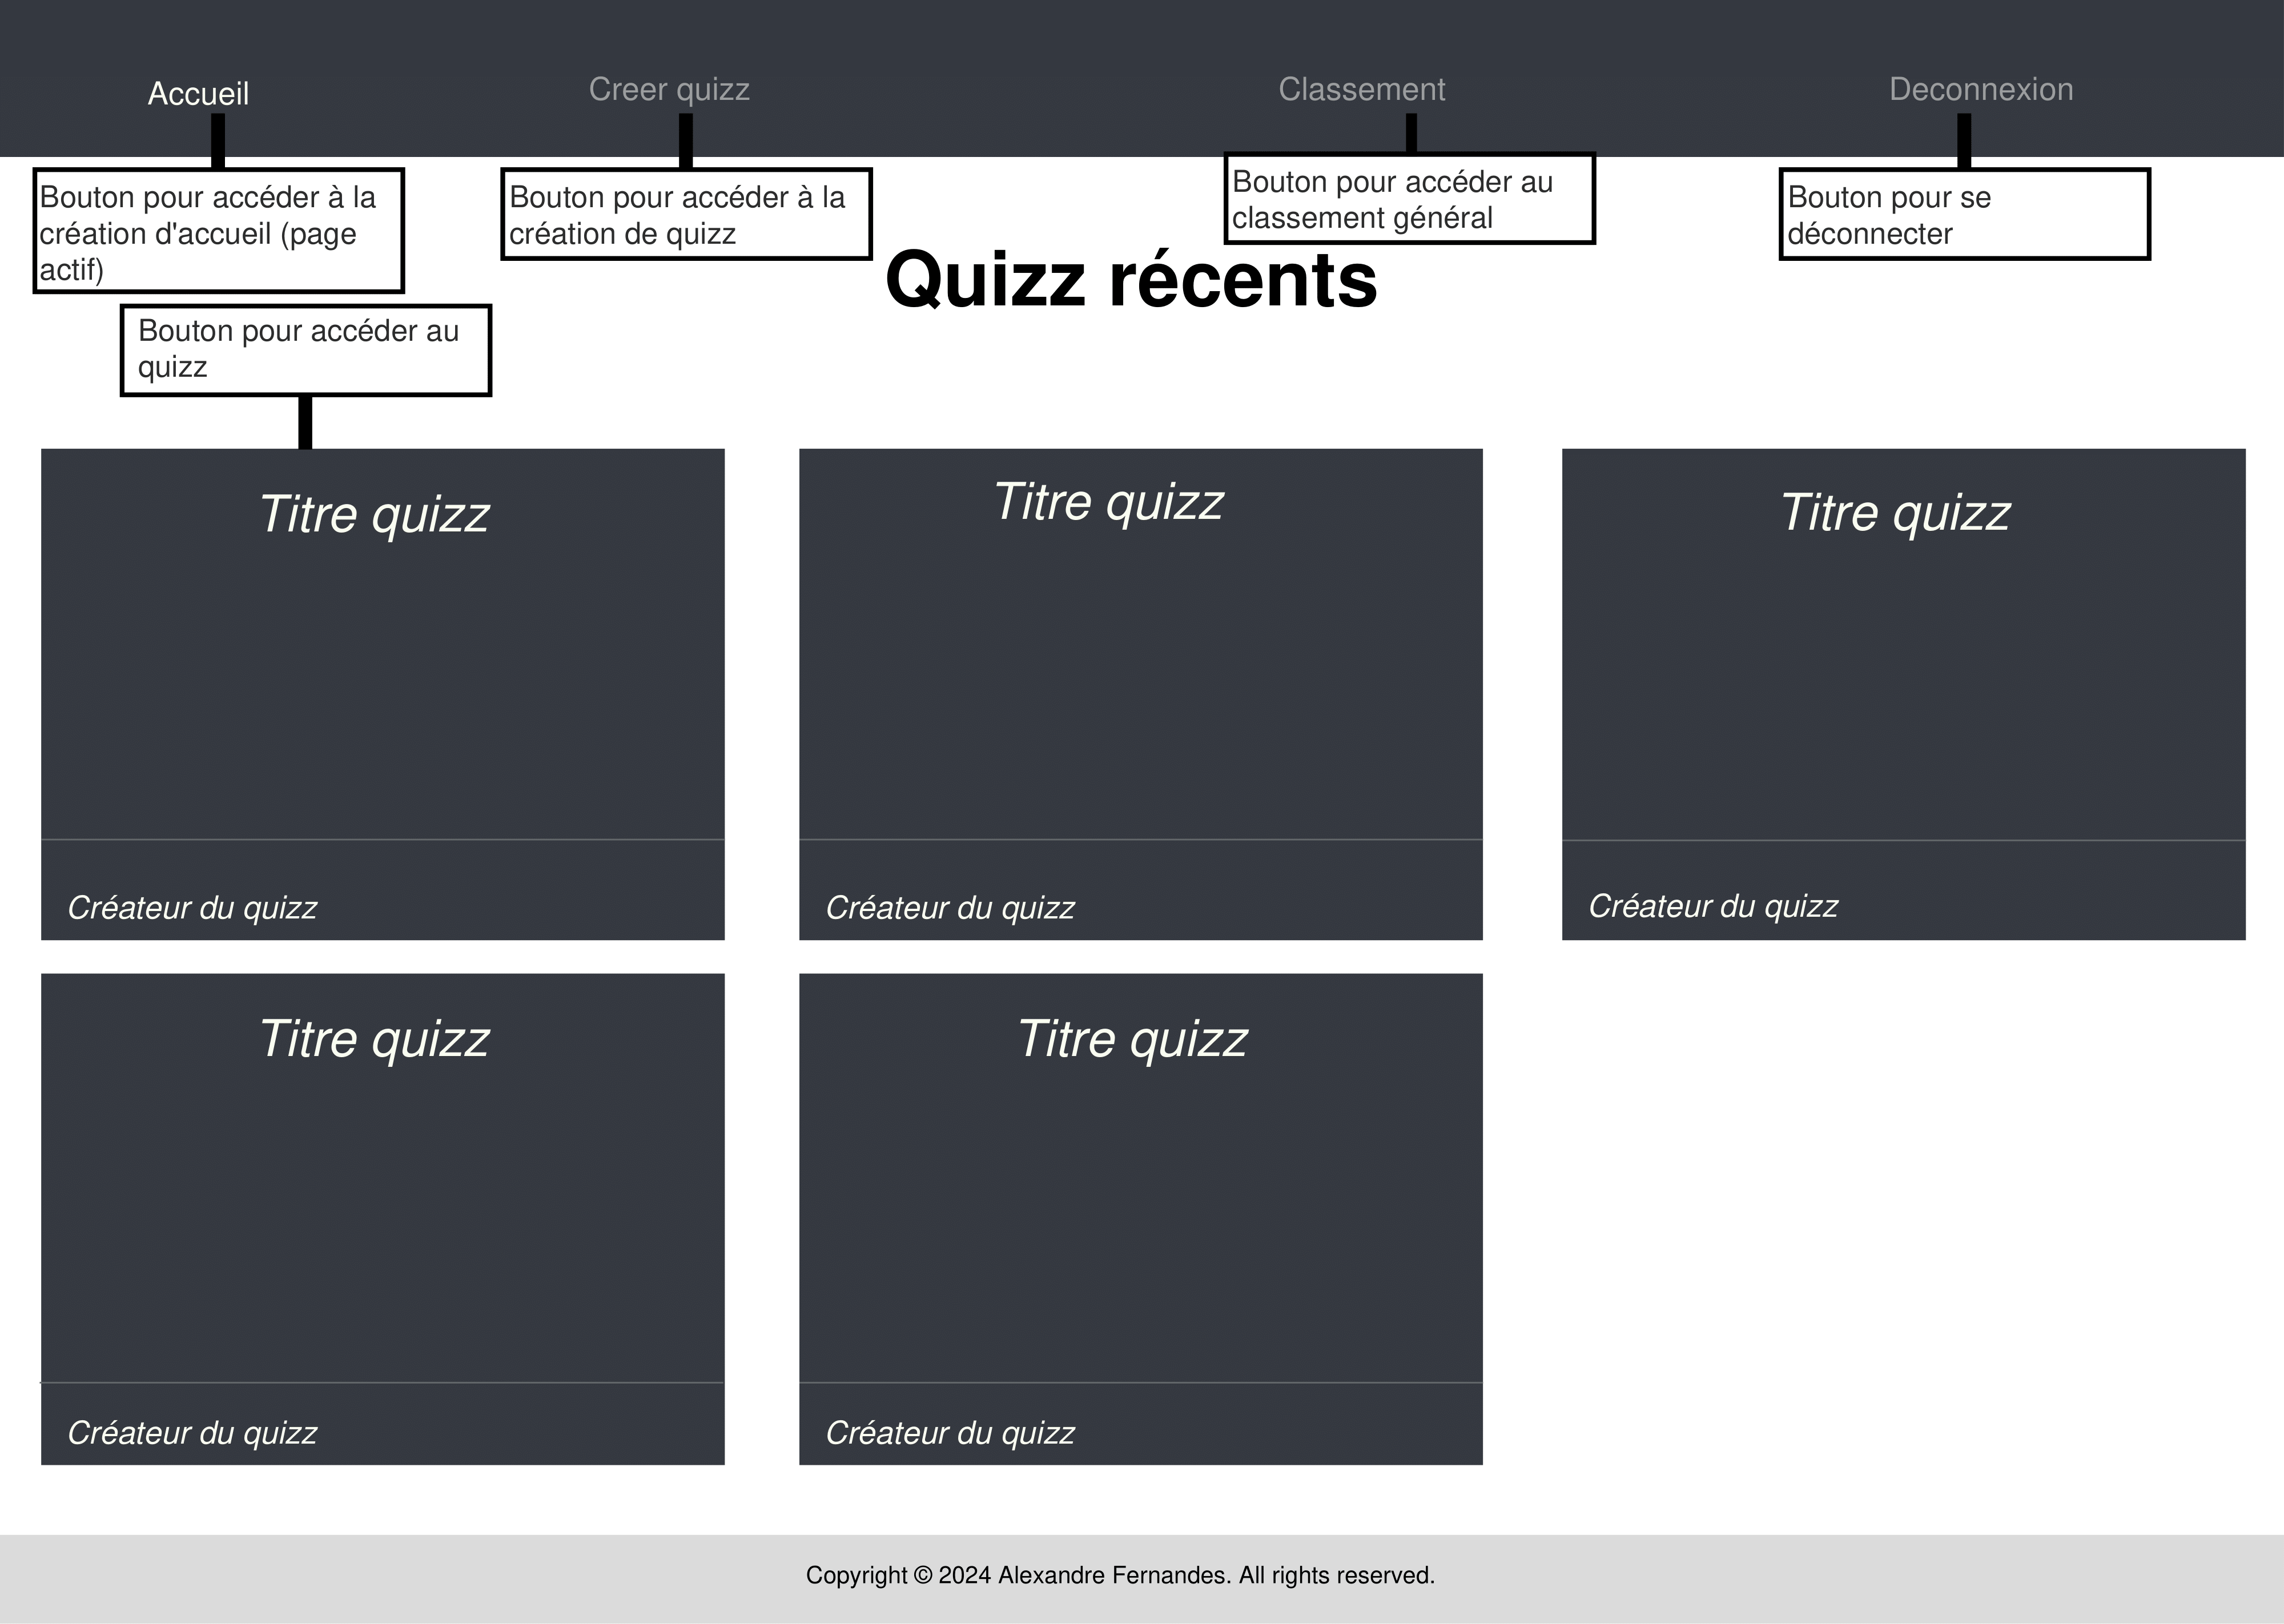 Accueil
Creer quizz
Classement
Deconnexion
Bouton pour accéder à la
création d'accueil (page
actif)
Bouton pour accéder à la
création de quizz
Bouton pour accéder au
classement général
Bouton pour se
déconnecter
Quizz récents
Bouton pour accéder au
quizz
Titre quizz
Titre quizz
Titre quizz
Créateur du quizz
Créateur du quizz
Créateur du quizz
Titre quizz
Titre quizz
Créateur du quizz
Créateur du quizz
Copyright © 2024 Alexandre Fernandes. All rights reserved.